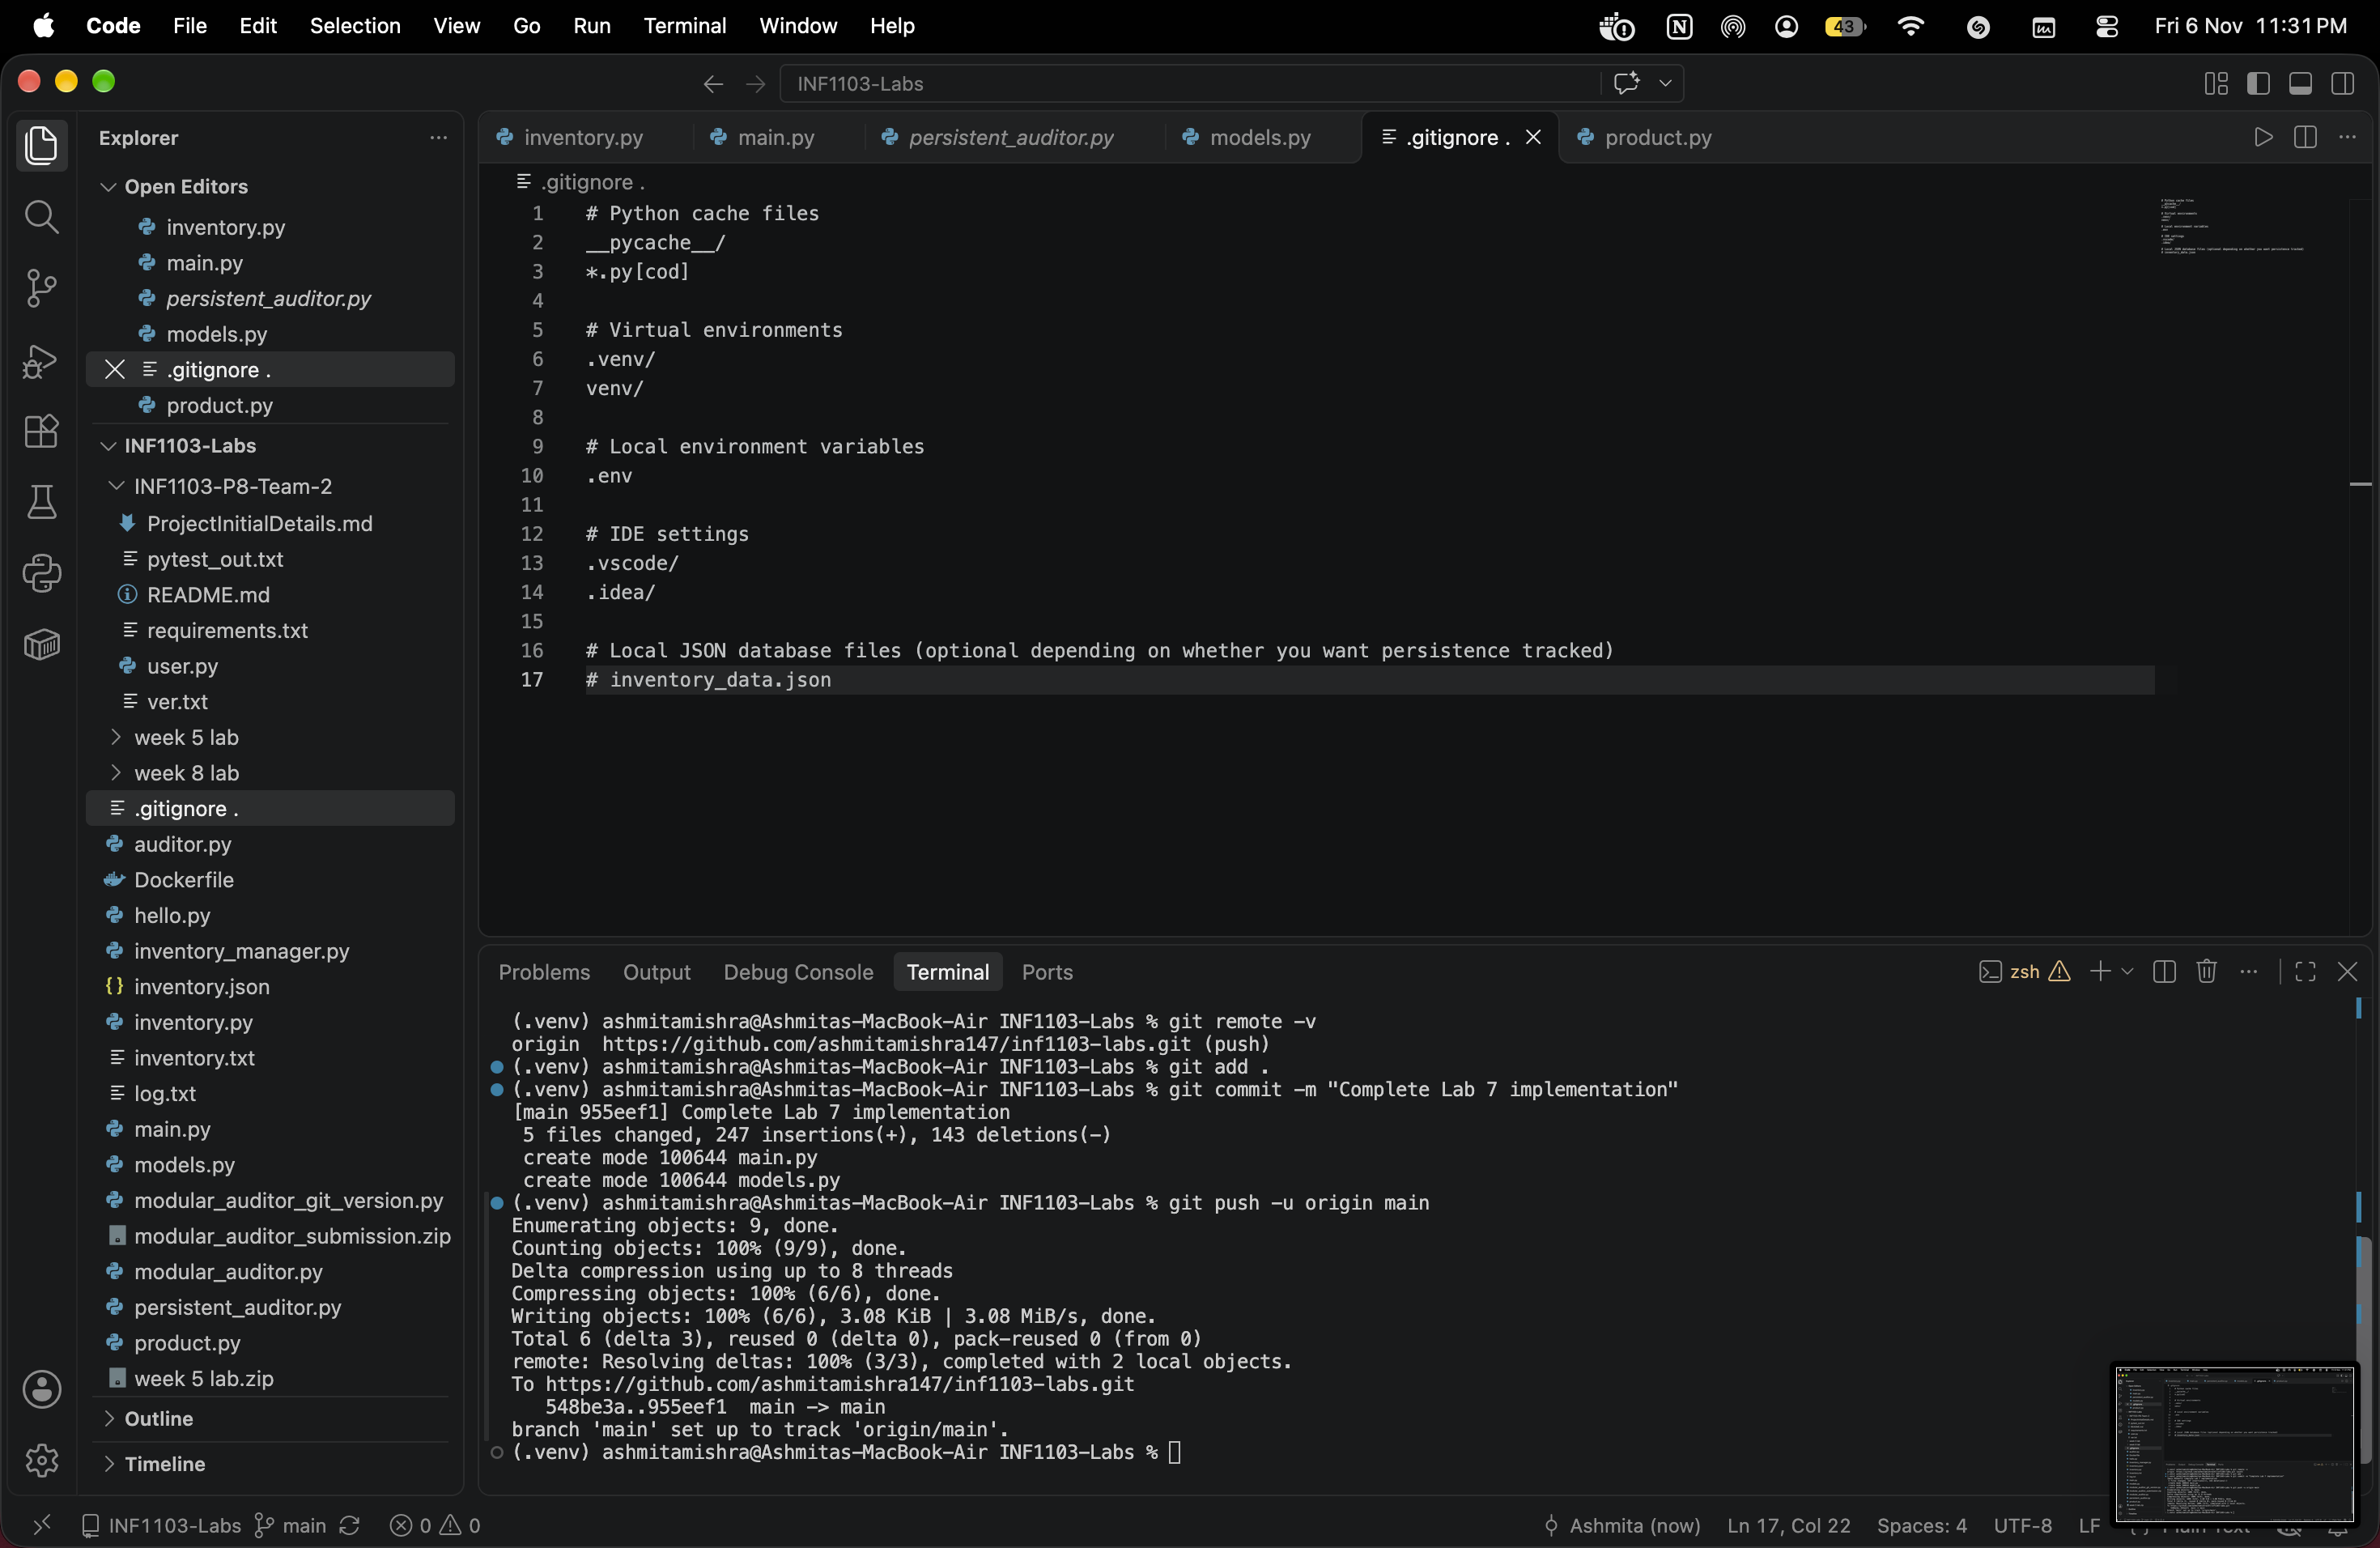 Code File Edit Selection View Go Run Terminal Window Help
43
Fri 6 Nov 11:31 PM
INF1103-Labs
Explorer
Open Editors
inventory.py
main.py
persistent_auditor.py
models.py
.gitignore .
product.py
INF1103-Labs
INF1103-P8-Team-2
ProjectInitialDetails.md
pytest_out.txt
README.md
requirements.txt
user.py
ver.txt
week 5 lab
week 8 lab
.gitignore .
auditor.py
Dockerfile
hello.py
inventory_manager.py
inventory.json
inventory.py
inventory.txt
log.txt
main.py
models.py
modular_auditor_git_version.py
modular_auditor_submission.zip
modular_auditor.py
persistent_auditor.py
product.py
week 5 lab.zip
Outline
Timeline
inventory.py main.py persistent_auditor.py models.py .gitignore . product.py
.gitignore .
1 # Python cache files
2 __pycache__/
3 *.py[cod]
4
5 # Virtual environments
6 .venv/
7 venv/
8
9 # Local environment variables
10 .env
11
12 # IDE settings
13 .vscode/
14 .idea/
15
16 # Local JSON database files (optional depending on whether you want persistence tracked)
17 # inventory_data.json
Problems Output Debug Console Terminal Ports
zsh
(.venv) ashmitamishra@Ashmitas-MacBook-Air INF1103-Labs % git remote -v
origin https://github.com/ashmitamishra147/inf1103-labs.git (push)
(.venv) ashmitamishra@Ashmitas-MacBook-Air INF1103-Labs % git add .
(.venv) ashmitamishra@Ashmitas-MacBook-Air INF1103-Labs % git commit -m "Complete Lab 7 implementation"
[main 955eef1] Complete Lab 7 implementation
5 files changed, 247 insertions(+), 143 deletions(-)
create mode 100644 main.py
create mode 100644 models.py
(.venv) ashmitamishra@Ashmitas-MacBook-Air INF1103-Labs % git push -u origin main
Enumerating objects: 9, done.
Counting objects: 100% (9/9), done.
Delta compression using up to 8 threads
Compressing objects: 100% (6/6), done.
Writing objects: 100% (6/6), 3.08 KiB | 3.08 MiB/s, done.
Total 6 (delta 3), reused 0 (delta 0), pack-reused 0 (from 0)
remote: Resolving deltas: 100% (3/3), completed with 2 local objects.
To https://github.com/ashmitamishra147/inf1103-labs.git
548be3a..955eef1 main -> main
branch 'main' set up to track 'origin/main'.
(.venv) ashmitamishra@Ashmitas-MacBook-Air INF1103-Labs %
INF1103-Labs main 0 0
Ashmita (now) Ln 17, Col 22 Spaces: 4 UTF-8 LF